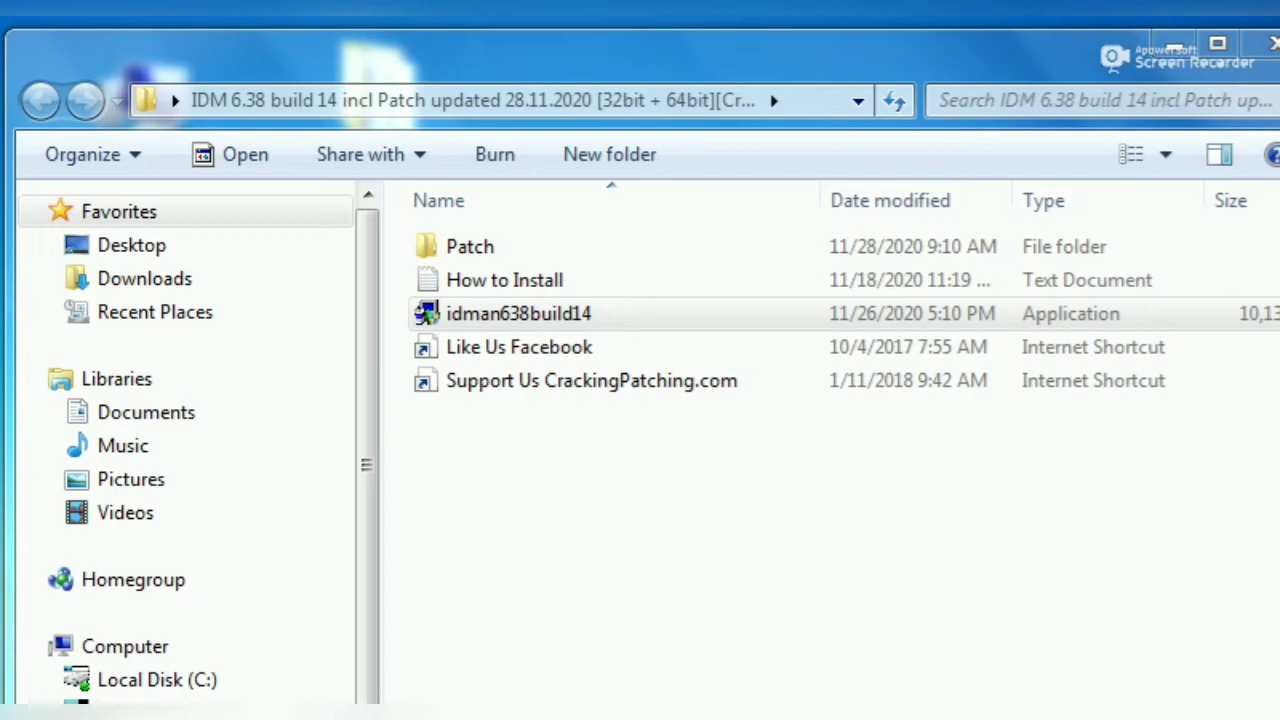 Apowersoft
Screen Recorder
IDM 6.38 build 14 incl Patch updated 28.11.2020 [32bit + 64bit][Cr...
Search IDM 6.38 build 14 incl Patch up...
Organize
Open
Share with
Burn
New folder
Name
Date modified
Type
Size
Favorites
Desktop
Downloads
Recent Places
Libraries
Documents
Music
Pictures
Videos
Homegroup
Computer
Local Disk (C:)
Patch 11/28/2020 9:10 AM File folder
How to Install 11/18/2020 11:19 ... Text Document
idman638build14 11/26/2020 5:10 PM Application 10,13
Like Us Facebook 10/4/2017 7:55 AM Internet Shortcut
Support Us CrackingPatching.com 1/11/2018 9:42 AM Internet Shortcut